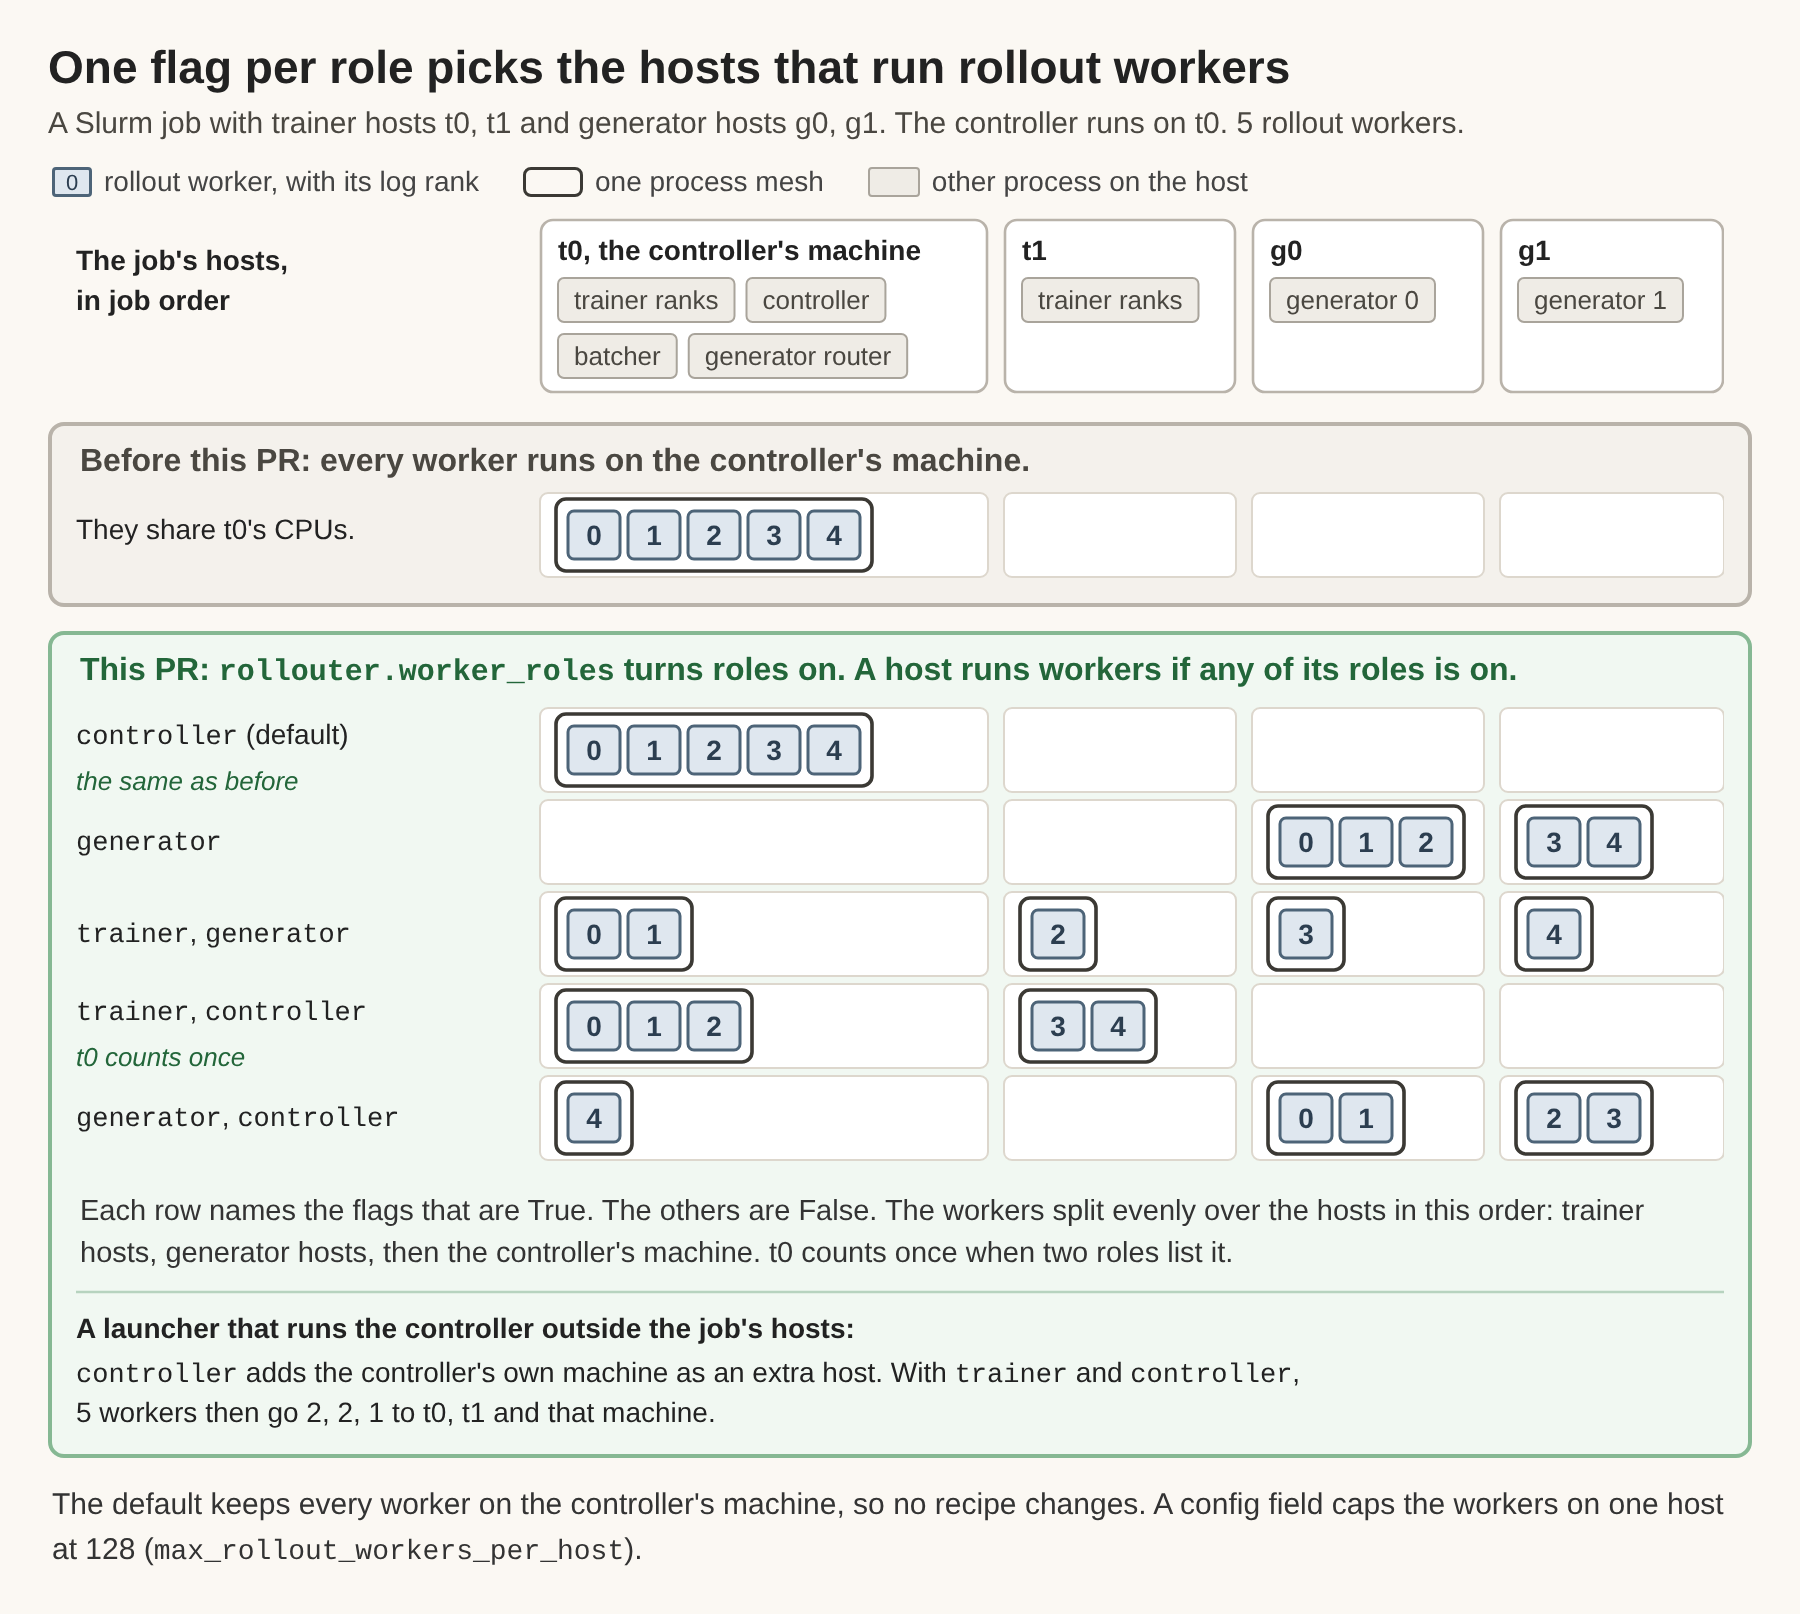 One flag per role picks the hosts that run rollout workers
A Slurm job with trainer hosts t0, t1 and generator hosts g0, g1. The controller runs on t0. 5 rollout workers.
0 rollout worker, with its log rank one process mesh other process on the host
The job's hosts,
in job order
t0, the controller's machine
trainer ranks controller
batcher generator router
t1
trainer ranks
g0
generator 0
g1
generator 1
Before this PR: every worker runs on the controller's machine.
They share t0's CPUs.
0 1 2 3 4
This PR: rollouter.worker_roles turns roles on. A host runs workers if any of its roles is on.
controller (default)
the same as before
0 1 2 3 4
generator
0 1 2 3 4
trainer, generator
0 1 2 3 4
trainer, controller
t0 counts once
0 1 2 3 4
generator, controller
4 0 1 2 3
Each row names the flags that are True. The others are False. The workers split evenly over the hosts in this order: trainer
hosts, generator hosts, then the controller's machine. t0 counts once when two roles list it.
A launcher that runs the controller outside the job's hosts:
controller adds the controller's own machine as an extra host. With trainer and controller,
5 workers then go 2, 2, 1 to t0, t1 and that machine.
The default keeps every worker on the controller's machine, so no recipe changes. A config field caps the workers on one host
at 128 (max_rollout_workers_per_host).